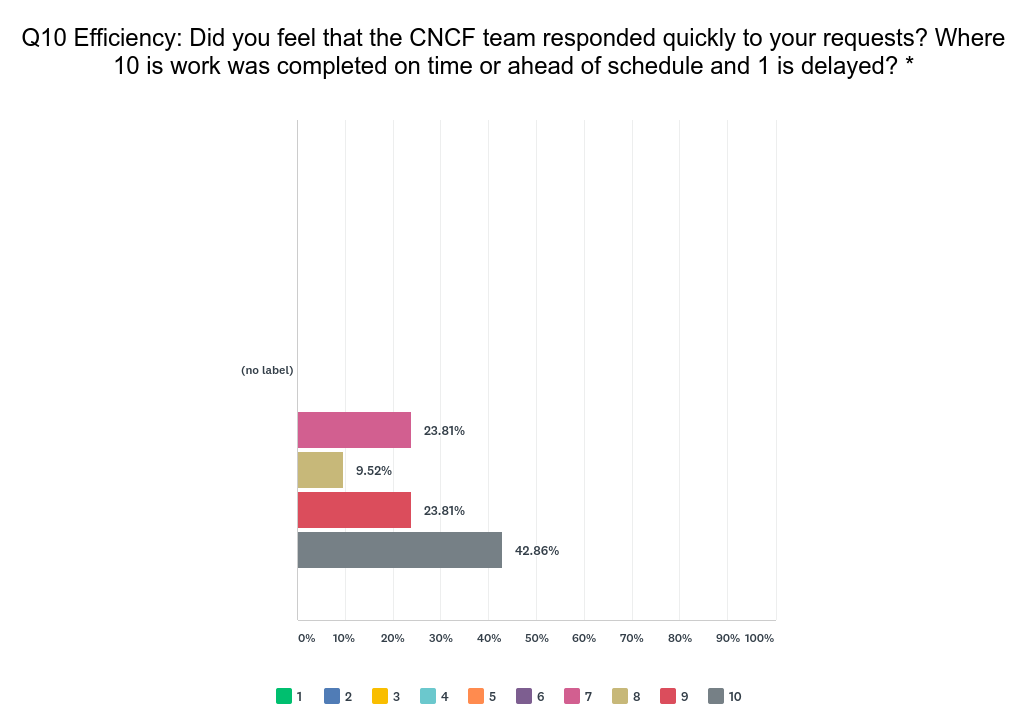 Q10 Efficiency: Did you feel that the CNCF team responded quickly to your requests? Where
10 is work was completed on time or ahead of schedule and 1 is delayed? *
(no label)
23.81%
9.52%
23.81%
42.86%
0% 10% 20% 30% 40% 50% 60% 70% 80% 90% 100%
1 2 3 4 5 6 7 8 9 10